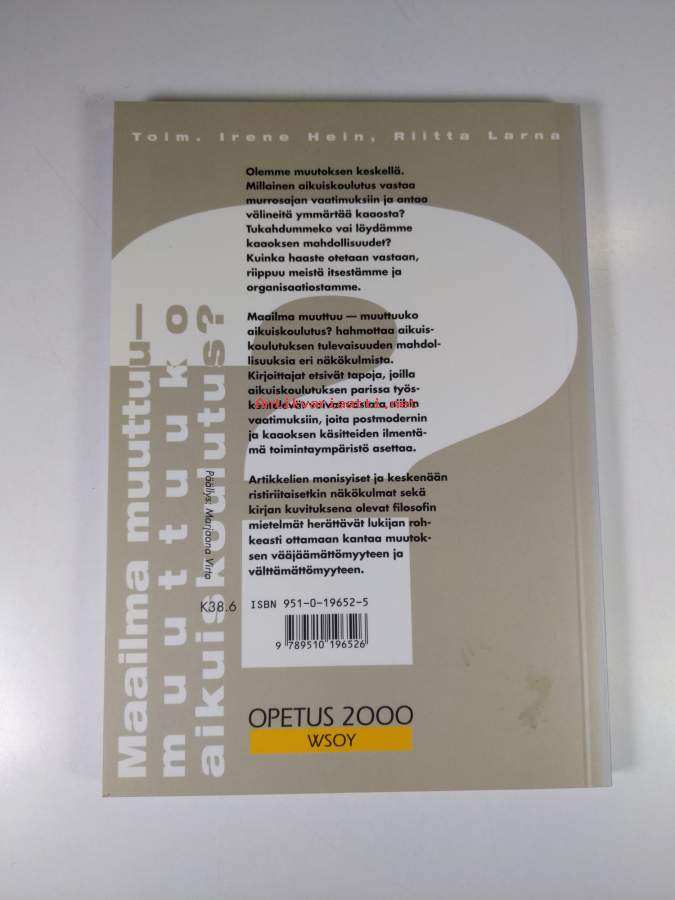 Toim. Irene Hein, Riitta Larna
Olemme muutoksen keskellä.
Millainen aikuiskoulutus vastaa
murrosajan vaatimuksiin ja antaa
välineitä ymmärtää kaaosta?
Tukahdummeko vai löydämme
kaaoksen mahdollisuudet?
Kuinka haaste otetaan vastaan,
riippuu meistä itsestämme ja
organisaatiostamme.
Maailma muuttuu — muuttuuko
aikuiskoulutus? hahmottaa aikuis-
koulutuksen tulevaisuuden mahdol-
lisuuksia eri näkökulmista.
Kirjoittajat etsivät tapoja, joilla
aikuiskoulutuksen parissa työs-
kentelevät voivat vastata niihin
vaatimuksiin, joita postmodernin
ja kaaoksen käsitteiden ilmentä-
mä toimintaympäristö asettaa.
Artikkelien monisyiset ja keskenään
ristiriitaisetkin näkökulmat sekä
kirjan kuvituksena olevat filosofin
mietelmät herättävät lukijan roh-
keasti ottamaan kantaa muutok-
sen vääjäämättömyyteen ja
välttämättömyyteen.
Maailma muuttuu—
muuttuuko
aikuiskoulutus?
Päällys: Marjaana Virta
K38.6
ISBN 951-0-19652-5
9 789510 196526
OPETUS 2000
WSOY